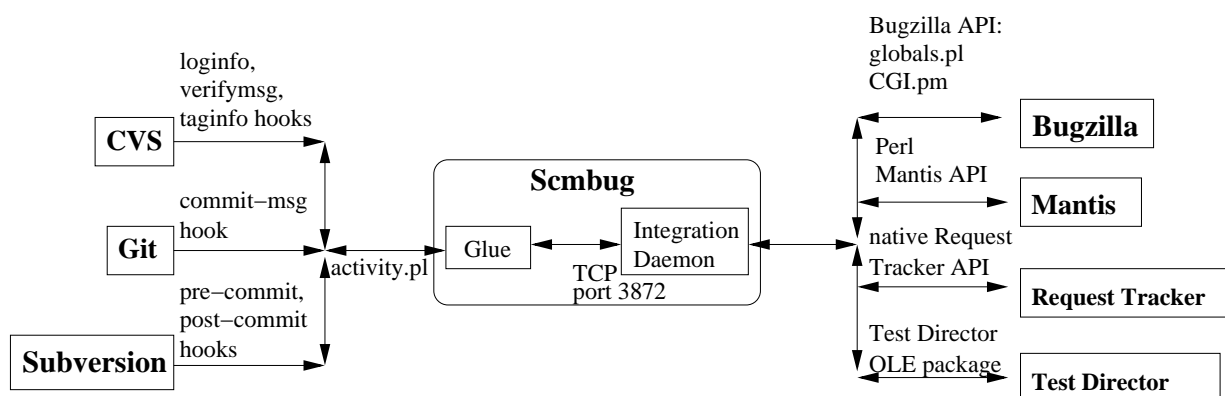 loginfo,
verifymsg,
taginfo hooks
CVS
commit−msg
hook
Git
pre−commit,
post−commit
hooks
Subversion
activity.pl
Scmbug
Glue
TCP
port 3872
Integration
Daemon
Bugzilla API:
globals.pl
CGI.pm
Bugzilla
Perl
Mantis API
Mantis
native Request
Tracker API
Request Tracker
Test Director
OLE package
Test Director